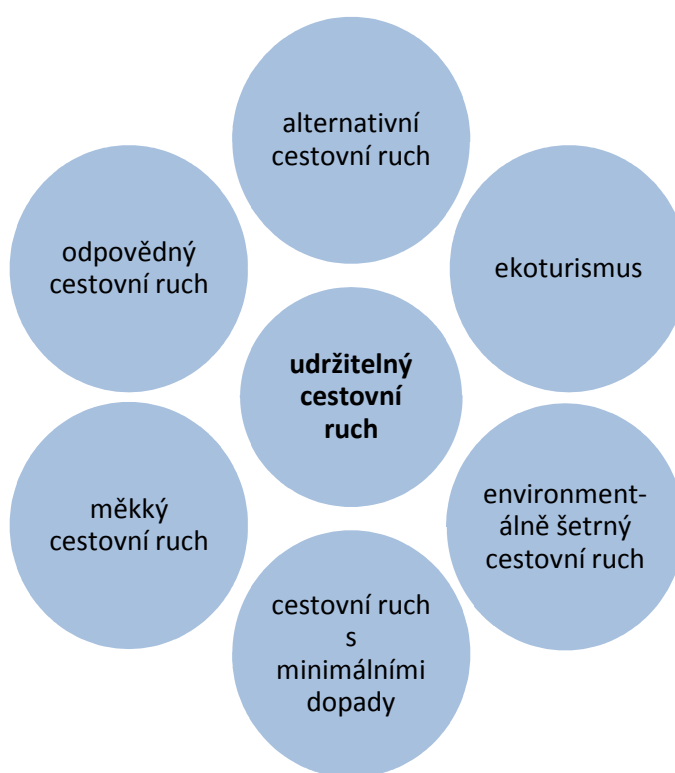 alternativní
cestovní ruch
odpovědný
cestovní ruch
ekoturismus
udržitelný
cestovní
ruch
měkký
cestovní ruch
environment-
álně šetrný
cestovní ruch
cestovní ruch
s
minimálními
dopady